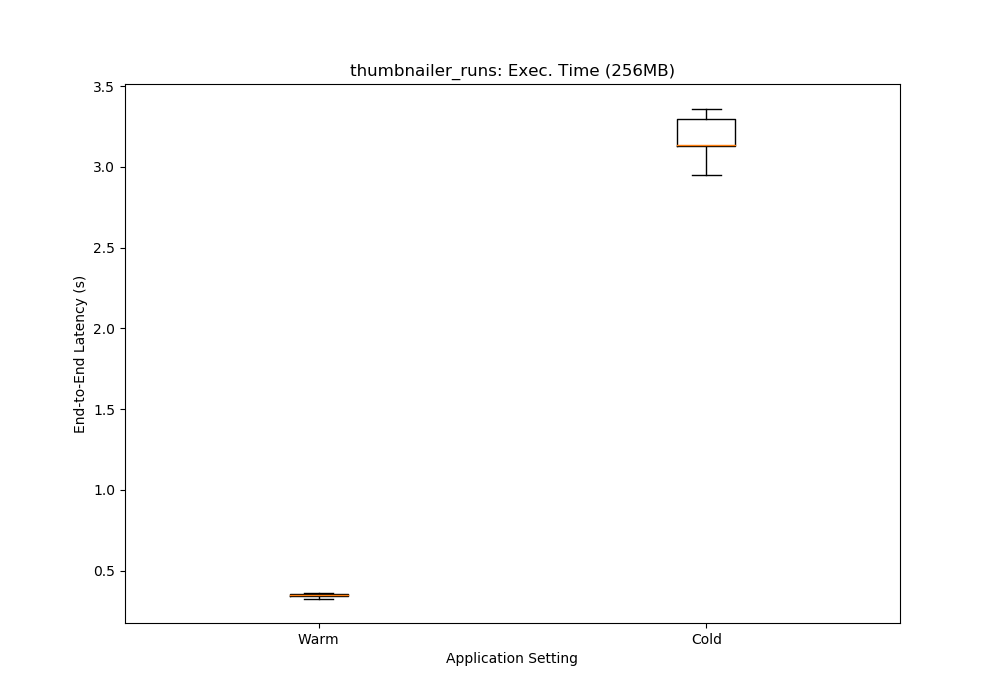 thumbnailer_runs: Exec. Time (256MB)
3.5
3.0
2.5
2.0
1.5
1.0
0.5
End-to-End Latency (s)
Warm
Cold
Application Setting